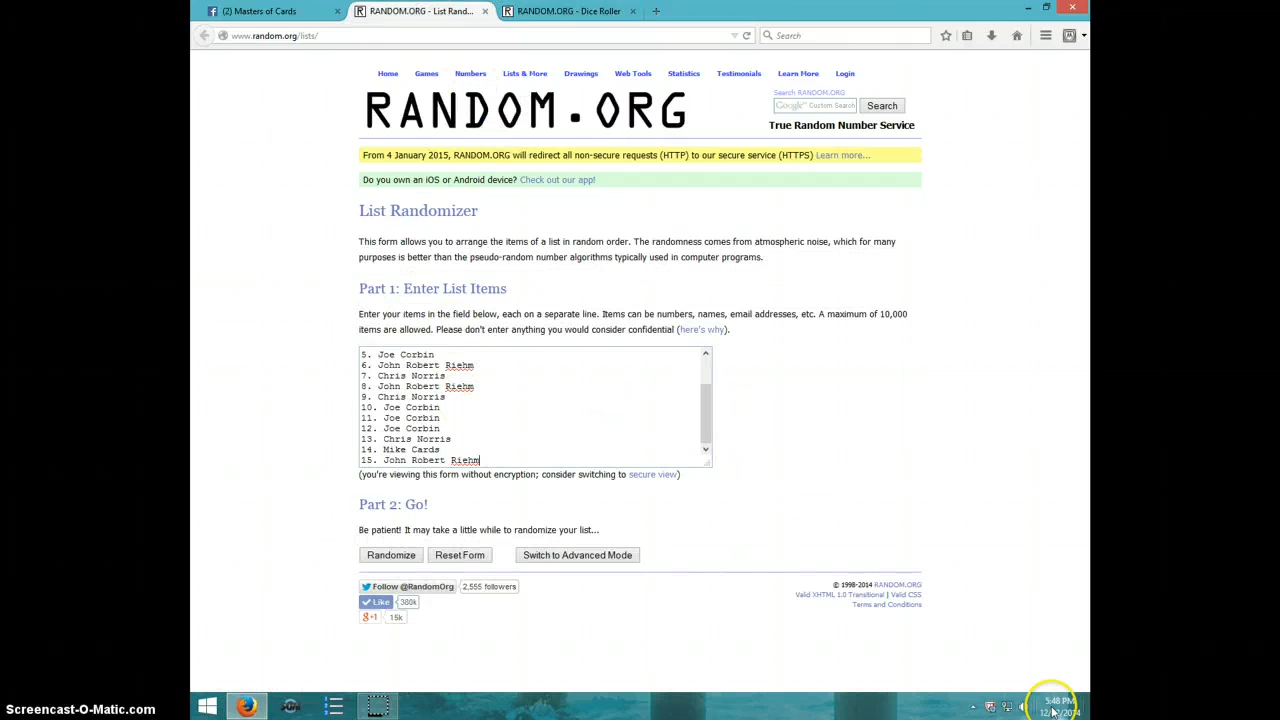 (2) Masters of Cards
RANDOM.ORG - List Rand...
RANDOM.ORG - Dice Roller
www.random.org/lists/
Search
Home Games Numbers Lists & More Drawings Web Tools Statistics Testimonials Learn More Login
RANDOM.ORG
Search RANDOM.ORG
Google™ Custom Search Search
True Random Number Service
From 4 January 2015, RANDOM.ORG will redirect all non-secure requests (HTTP) to our secure service (HTTPS) Learn more...
Do you own an iOS or Android device? Check out our app!
List Randomizer
This form allows you to arrange the items of a list in random order. The randomness comes from atmospheric noise, which for many
purposes is better than the pseudo-random number algorithms typically used in computer programs.
Part 1: Enter List Items
Enter your items in the field below, each on a separate line. Items can be numbers, names, email addresses, etc. A maximum of 10,000
items are allowed. Please don't enter anything you would consider confidential (here's why).
5. Joe Corbin
6. John Robert Riehm
7. Chris Norris
8. John Robert Riehm
9. Chris Norris
10. Joe Corbin
11. Joe Corbin
12. Joe Corbin
13. Chris Norris
14. Mike Cards
15. John Robert Riehm
(you're viewing this form without encryption; consider switching to secure view)
Part 2: Go!
Be patient! It may take a little while to randomize your list...
Randomize Reset Form Switch to Advanced Mode
Follow @RandomOrg 2,555 followers
Like 380k
g+1 15k
© 1998-2014 RANDOM.ORG
Valid XHTML 1.0 Transitional | Valid CSS
Terms and Conditions
5:48 PM
Screencast-O-Matic.com